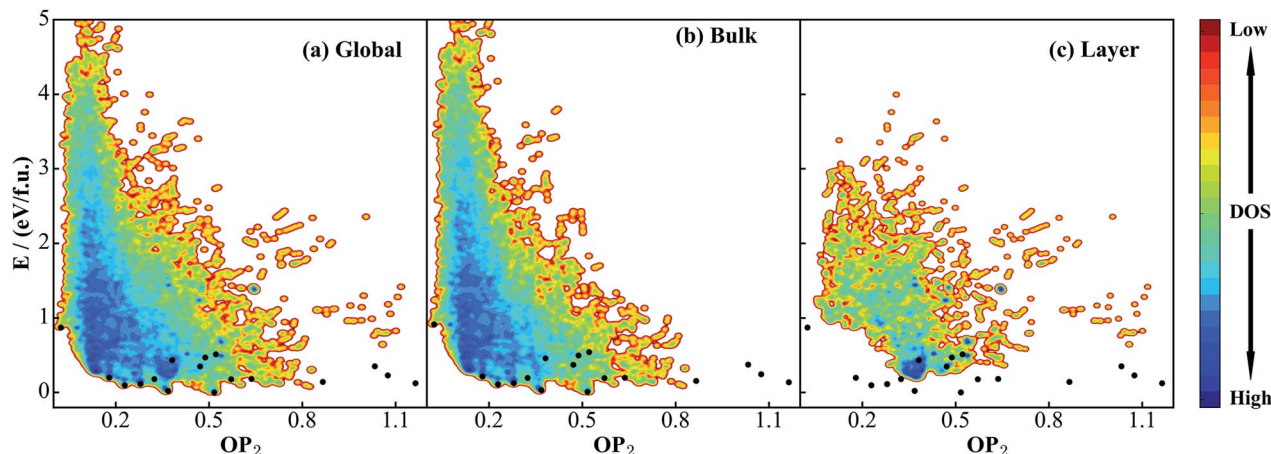 (a) Global
(b) Bulk
(c) Layer
E / (eV/f.u.)
5
4
3
2
1
0
0.2 0.5 0.8 1.1
0.2 0.5 0.8 1.1
0.2 0.5 0.8 1.1
OP₂
OP₂
OP₂
Low
DOS
High